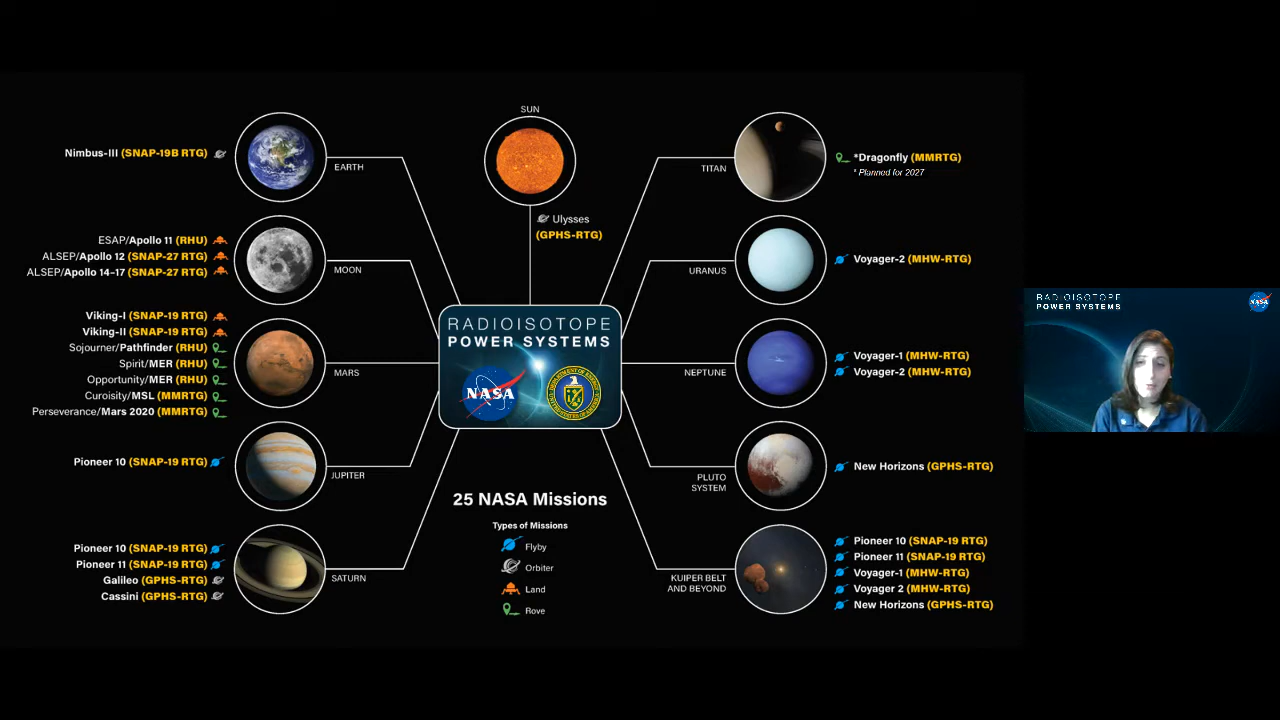 SUN
Nimbus-III (SNAP-19B RTG)
EARTH
Ulysses
(GPHS-RTG)
TITAN
*Dragonfly (MMRTG)
* Planned for 2027
ESAP/Apollo 11 (RHU)
ALSEP/Apollo 12 (SNAP-27 RTG)
ALSEP/Apollo 14-17 (SNAP-27 RTG)
MOON
URANUS
Voyager-2 (MHW-RTG)
Viking-I (SNAP-19 RTG)
Viking-II (SNAP-19 RTG)
Sojourner/Pathfinder (RHU)
Spirit/MER (RHU)
Opportunity/MER (RHU)
Curoisity/MSL (MMRTG)
Perseverance/Mars 2020 (MMRTG)
MARS
RADIOISOTOPE
POWER SYSTEMS
NASA
NEPTUNE
Voyager-1 (MHW-RTG)
Voyager-2 (MHW-RTG)
Pioneer 10 (SNAP-19 RTG)
JUPITER
PLUTO
SYSTEM
New Horizons (GPHS-RTG)
Pioneer 10 (SNAP-19 RTG)
Pioneer 11 (SNAP-19 RTG)
Galileo (GPHS-RTG)
Cassini (GPHS-RTG)
SATURN
25 NASA Missions
Types of Missions
Flyby
Orbiter
Land
Rove
KUIPER BELT
AND BEYOND
Pioneer 10 (SNAP-19 RTG)
Pioneer 11 (SNAP-19 RTG)
Voyager-1 (MHW-RTG)
Voyager 2 (MHW-RTG)
New Horizons (GPHS-RTG)
RADIOISOTOPE
POWER SYSTEMS
NASA